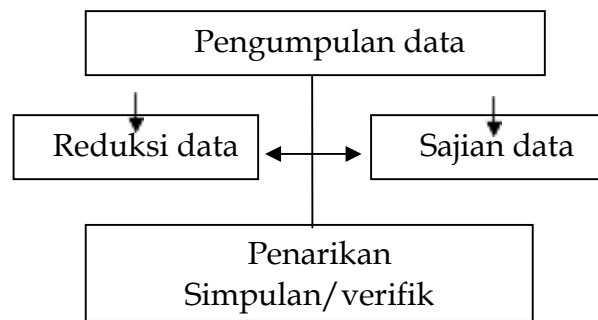 Pengumpulan data
Reduksi data
Sajian data
Penarikan
Simpulan/verifik